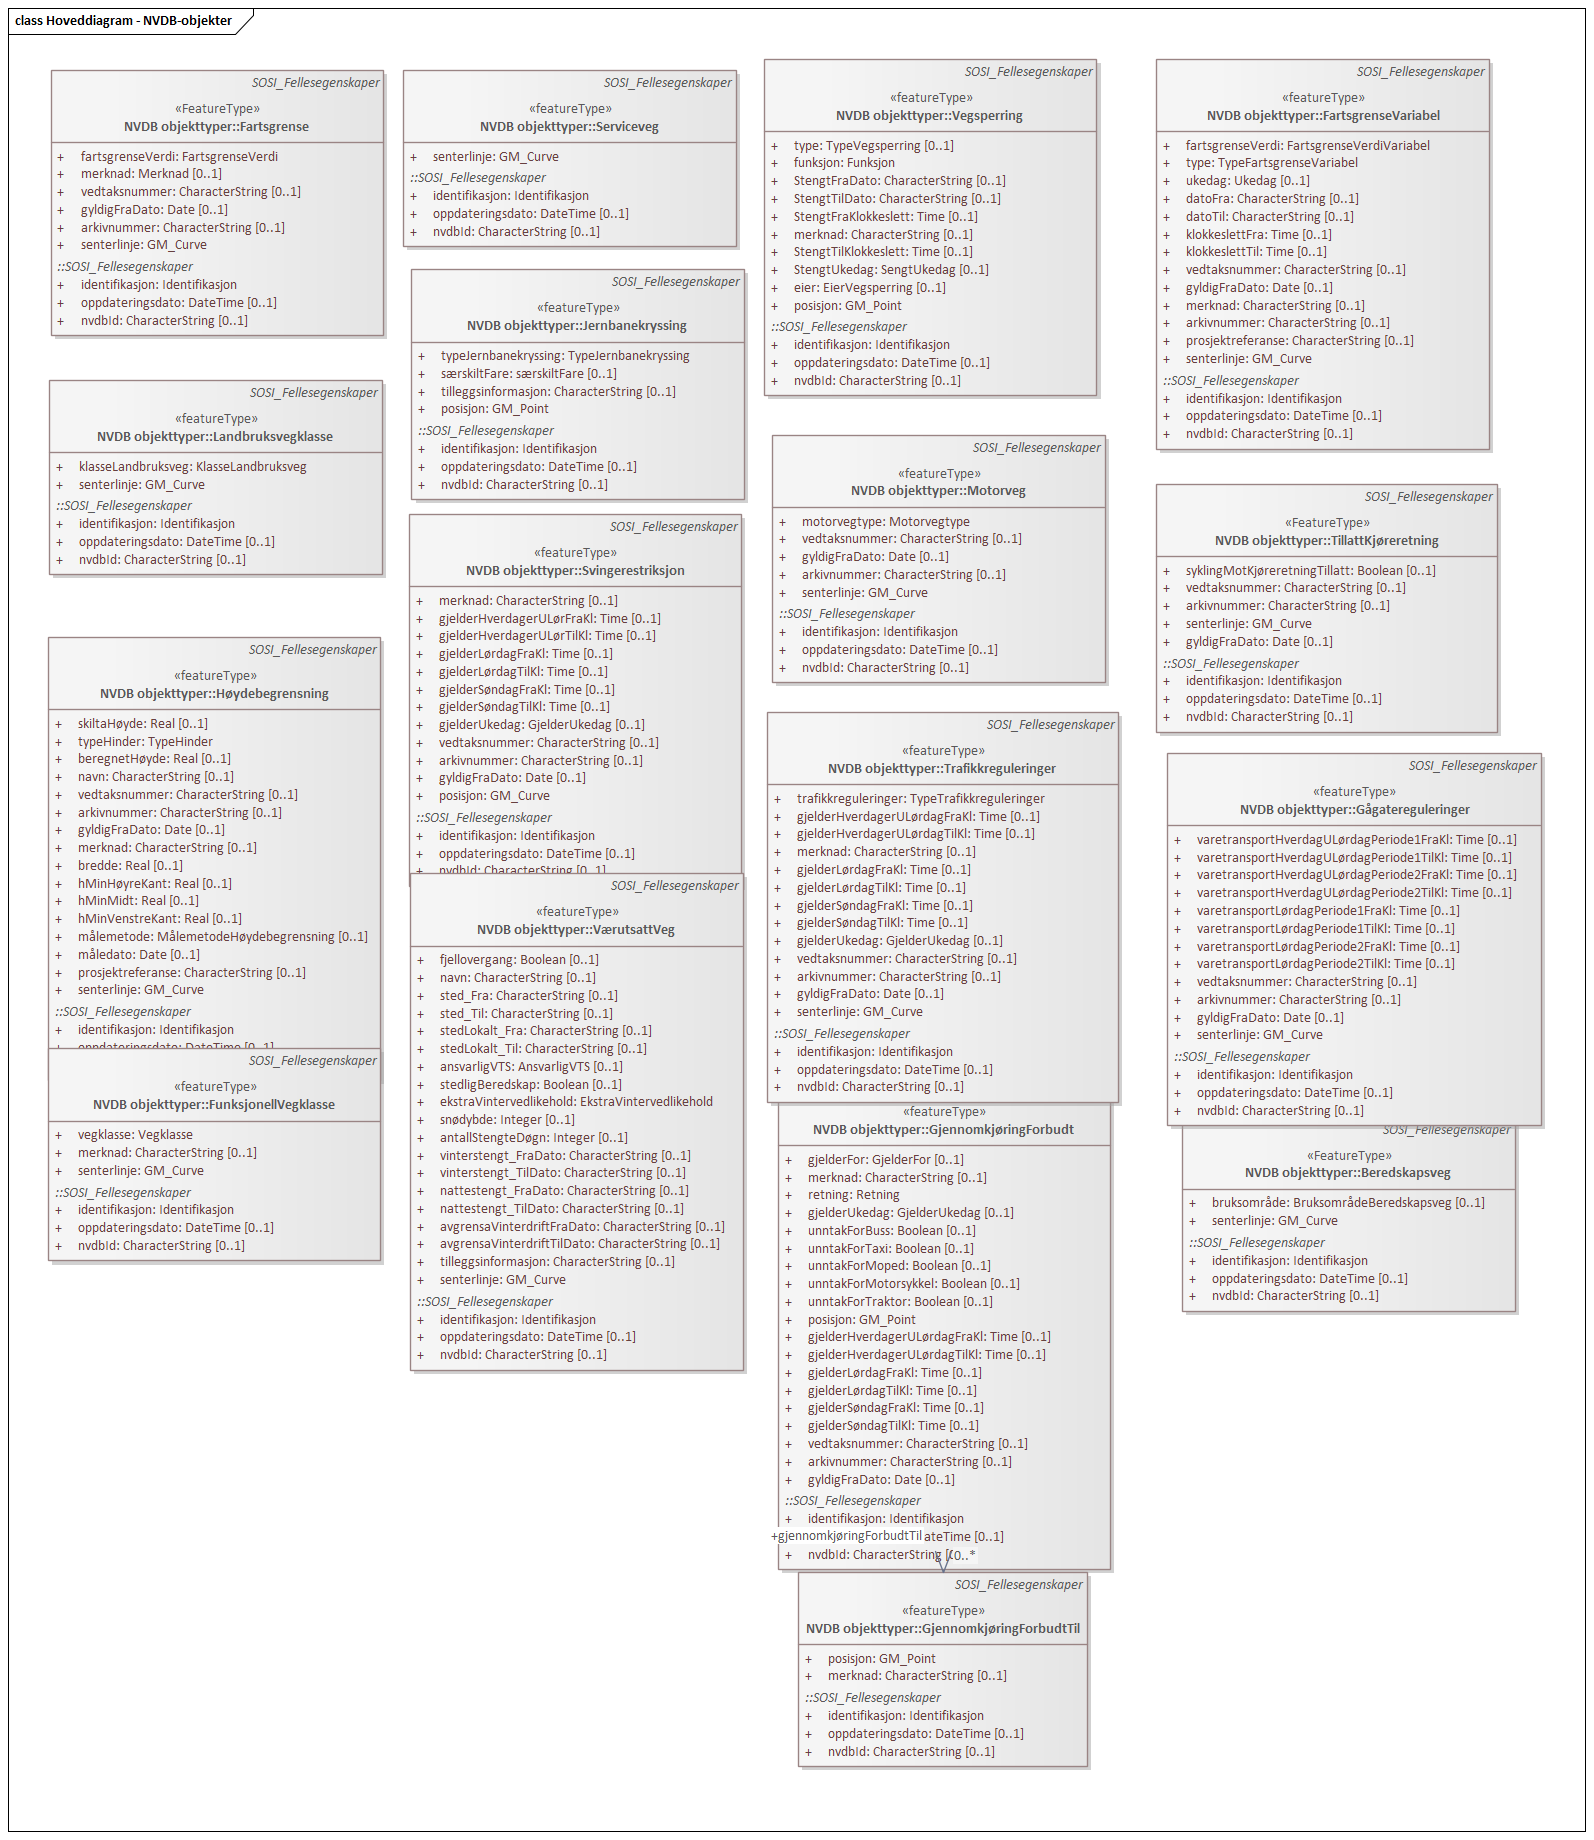 class Hoveddiagram - NVDB-objekter
SOSI_Fellesegenskaper
«FeatureType»
NVDB objekttyper::Fartsgrense
+ fartsgrenseVerdi: FartsgrenseVerdi
+ merknad: Merknad [0..1]
+ vedtaksnummer: CharacterString [0..1]
+ gyldigFraDato: Date [0..1]
+ arkivnummer: CharacterString [0..1]
+ senterlinje: GM_Curve
::SOSI_Fellesegenskaper
+ identifikasjon: Identifikasjon
+ oppdateringsdato: DateTime [0..1]
+ nvdbId: CharacterString [0..1]
SOSI_Fellesegenskaper
«featureType»
NVDB objekttyper::Landbruksvegklasse
+ klasseLandbruksveg: KlasseLandbruksveg
+ senterlinje: GM_Curve
::SOSI_Fellesegenskaper
+ identifikasjon: Identifikasjon
+ oppdateringsdato: DateTime [0..1]
+ nvdbId: CharacterString [0..1]
SOSI_Fellesegenskaper
«featureType»
NVDB objekttyper::Høydebegrensning
+ skiltaHøyde: Real [0..1]
+ typeHinder: TypeHinder
+ beregnetHøyde: Real [0..1]
+ navn: CharacterString [0..1]
+ vedtaksnummer: CharacterString [0..1]
+ arkivnummer: CharacterString [0..1]
+ gyldigFraDato: Date [0..1]
+ merknad: CharacterString [0..1]
+ bredde: Real [0..1]
+ hMinHøyreKant: Real [0..1]
+ hMinMidt: Real [0..1]
+ hMinVenstreKant: Real [0..1]
+ målemetode: MålemetodeHøydebegrensning [0..1]
+ måledato: Date [0..1]
+ prosjektreferanse: CharacterString [0..1]
+ senterlinje: GM_Curve
::SOSI_Fellesegenskaper
+ identifikasjon: Identifikasjon
+ oppdateringsdato: DateTime [0..1]
SOSI_Fellesegenskaper
«featureType»
NVDB objekttyper::FunksjonellVegklasse
+ vegklasse: Vegklasse
+ merknad: CharacterString [0..1]
+ senterlinje: GM_Curve
::SOSI_Fellesegenskaper
+ identifikasjon: Identifikasjon
+ oppdateringsdato: DateTime [0..1]
+ nvdbId: CharacterString [0..1]
SOSI_Fellesegenskaper
«featureType»
NVDB objekttyper::Serviceveg
+ senterlinje: GM_Curve
::SOSI_Fellesegenskaper
+ identifikasjon: Identifikasjon
+ oppdateringsdato: DateTime [0..1]
+ nvdbId: CharacterString [0..1]
SOSI_Fellesegenskaper
«featureType»
NVDB objekttyper::Jernbanekryssing
+ typeJernbanekryssing: TypeJernbanekryssing
+ særskiltFare: særskiltFare [0..1]
+ tilleggsinformasjon: CharacterString [0..1]
+ posisjon: GM_Point
::SOSI_Fellesegenskaper
+ identifikasjon: Identifikasjon
+ oppdateringsdato: DateTime [0..1]
+ nvdbId: CharacterString [0..1]
SOSI_Fellesegenskaper
«featureType»
NVDB objekttyper::Svingerestriksjon
+ merknad: CharacterString [0..1]
+ gjelderHverdagerULørFraKl: Time [0..1]
+ gjelderHverdagerULørTilKl: Time [0..1]
+ gjelderLørdagFraKl: Time [0..1]
+ gjelderLørdagTilKl: Time [0..1]
+ gjelderSøndagFraKl: Time [0..1]
+ gjelderSøndagTilKl: Time [0..1]
+ gjelderUkedag: GjelderUkedag [0..1]
+ vedtaksnummer: CharacterString [0..1]
+ arkivnummer: CharacterString [0..1]
+ gyldigFraDato: Date [0..1]
+ posisjon: GM_Curve
::SOSI_Fellesegenskaper
+ identifikasjon: Identifikasjon
+ oppdateringsdato: DateTime [0..1]
+ nvdbId: CharacterString [0..1]
SOSI_Fellesegenskaper
«featureType»
NVDB objekttyper::VærutsattVeg
+ fjellovergang: Boolean [0..1]
+ navn: CharacterString [0..1]
+ sted_Fra: CharacterString [0..1]
+ sted_Til: CharacterString [0..1]
+ stedLokalt_Fra: CharacterString [0..1]
+ stedLokalt_Til: CharacterString [0..1]
+ ansvarligVTS: AnsvarligVTS [0..1]
+ stedligBeredskap: Boolean [0..1]
+ ekstraVintervedlikehold: EkstraVintervedlikehold
+ snødybde: Integer [0..1]
+ antallStengteDøgn: Integer [0..1]
+ vinterstengt_FraDato: CharacterString [0..1]
+ vinterstengt_TilDato: CharacterString [0..1]
+ nattestengt_FraDato: CharacterString [0..1]
+ nattestengt_TilDato: CharacterString [0..1]
+ avgrensaVinterdriftFraDato: CharacterString [0..1]
+ avgrensaVinterdriftTilDato: CharacterString [0..1]
+ tilleggsinformasjon: CharacterString [0..1]
+ senterlinje: GM_Curve
::SOSI_Fellesegenskaper
+ identifikasjon: Identifikasjon
+ oppdateringsdato: DateTime [0..1]
+ nvdbId: CharacterString [0..1]
SOSI_Fellesegenskaper
«featureType»
NVDB objekttyper::Vegsperring
+ type: TypeVegsperring [0..1]
+ funksjon: Funksjon
+ StengtFraDato: CharacterString [0..1]
+ StengtTilDato: CharacterString [0..1]
+ StengtFraKlokkeslett: Time [0..1]
+ merknad: CharacterString [0..1]
+ StengtTilKlokkeslett: Time [0..1]
+ StengtUkedag: SengtUkedag [0..1]
+ eier: EierVegsperring [0..1]
+ posisjon: GM_Point
::SOSI_Fellesegenskaper
+ identifikasjon: Identifikasjon
+ oppdateringsdato: DateTime [0..1]
+ nvdbId: CharacterString [0..1]
SOSI_Fellesegenskaper
«featureType»
NVDB objekttyper::Motorveg
+ motorvegtype: Motorvegtype
+ vedtaksnummer: CharacterString [0..1]
+ gyldigFraDato: Date [0..1]
+ arkivnummer: CharacterString [0..1]
+ senterlinje: GM_Curve
::SOSI_Fellesegenskaper
+ identifikasjon: Identifikasjon
+ oppdateringsdato: DateTime [0..1]
+ nvdbId: CharacterString [0..1]
SOSI_Fellesegenskaper
«featureType»
NVDB objekttyper::Trafikkreguleringer
+ trafikkreguleringer: TypeTrafikkreguleringer
+ gjelderHverdagerULørdagFraKl: Time [0..1]
+ gjelderHverdagerULørdagTilKl: Time [0..1]
+ merknad: CharacterString [0..1]
+ gjelderLørdagFraKl: Time [0..1]
+ gjelderLørdagTilKl: Time [0..1]
+ gjelderSøndagFraKl: Time [0..1]
+ gjelderSøndagTilKl: Time [0..1]
+ gjelderUkedag: GjelderUkedag [0..1]
+ vedtaksnummer: CharacterString [0..1]
+ arkivnummer: CharacterString [0..1]
+ gyldigFraDato: Date [0..1]
+ senterlinje: GM_Curve
::SOSI_Fellesegenskaper
+ identifikasjon: Identifikasjon
+ oppdateringsdato: DateTime [0..1]
+ nvdbId: CharacterString [0..1]
«featureType»
NVDB objekttyper::GjennomkjøringForbudt
+ gjelderFor: GjelderFor [0..1]
+ merknad: CharacterString [0..1]
+ retning: Retning
+ gjelderUkedag: GjelderUkedag [0..1]
+ unntakForBuss: Boolean [0..1]
+ unntakForTaxi: Boolean [0..1]
+ unntakForMoped: Boolean [0..1]
+ unntakForMotorsykkel: Boolean [0..1]
+ unntakForTraktor: Boolean [0..1]
+ posisjon: GM_Point
+ gjelderHverdagerULørdagFraKl: Time [0..1]
+ gjelderHverdagerULørdagTilKl: Time [0..1]
+ gjelderLørdagFraKl: Time [0..1]
+ gjelderLørdagTilKl: Time [0..1]
+ gjelderSøndagFraKl: Time [0..1]
+ gjelderSøndagTilKl: Time [0..1]
+ vedtaksnummer: CharacterString [0..1]
+ arkivnummer: CharacterString [0..1]
+ gyldigFraDato: Date [0..1]
::SOSI_Fellesegenskaper
+ identifikasjon: Identifikasjon
+gjennomkjøringForbudtTil ateTime [0..1]
+ nvdbId: CharacterString [ 0..*
SOSI_Fellesegenskaper
«featureType»
NVDB objekttyper::GjennomkjøringForbudtTil
+ posisjon: GM_Point
+ merknad: CharacterString [0..1]
::SOSI_Fellesegenskaper
+ identifikasjon: Identifikasjon
+ oppdateringsdato: DateTime [0..1]
+ nvdbId: CharacterString [0..1]
SOSI_Fellesegenskaper
«featureType»
NVDB objekttyper::FartsgrenseVariabel
+ fartsgrenseVerdi: FartsgrenseVerdiVariabel
+ type: TypeFartsgrenseVariabel
+ ukedag: Ukedag [0..1]
+ datoFra: CharacterString [0..1]
+ datoTil: CharacterString [0..1]
+ klokkeslettFra: Time [0..1]
+ klokkeslettTil: Time [0..1]
+ vedtaksnummer: CharacterString [0..1]
+ gyldigFraDato: Date [0..1]
+ merknad: CharacterString [0..1]
+ arkivnummer: CharacterString [0..1]
+ prosjektreferanse: CharacterString [0..1]
+ senterlinje: GM_Curve
::SOSI_Fellesegenskaper
+ identifikasjon: Identifikasjon
+ oppdateringsdato: DateTime [0..1]
+ nvdbId: CharacterString [0..1]
SOSI_Fellesegenskaper
«FeatureType»
NVDB objekttyper::TillattKjøreretning
+ syklingMotKjøreretningTillatt: Boolean [0..1]
+ vedtaksnummer: CharacterString [0..1]
+ arkivnummer: CharacterString [0..1]
+ senterlinje: GM_Curve
+ gyldigFraDato: Date [0..1]
::SOSI_Fellesegenskaper
+ identifikasjon: Identifikasjon
+ oppdateringsdato: DateTime [0..1]
+ nvdbId: CharacterString [0..1]
SOSI_Fellesegenskaper
«featureType»
NVDB objekttyper::Gågatereguleringer
+ varetransportHverdagULørdagPeriode1FraKl: Time [0..1]
+ varetransportHverdagULørdagPeriode1TilKl: Time [0..1]
+ varetransportHverdagULørdagPeriode2FraKl: Time [0..1]
+ varetransportHverdagULørdagPeriode2TilKl: Time [0..1]
+ varetransportLørdagPeriode1FraKl: Time [0..1]
+ varetransportLørdagPeriode1TilKl: Time [0..1]
+ varetransportLørdagPeriode2FraKl: Time [0..1]
+ varetransportLørdagPeriode2TilKl: Time [0..1]
+ vedtaksnummer: CharacterString [0..1]
+ arkivnummer: CharacterString [0..1]
+ gyldigFraDato: Date [0..1]
+ senterlinje: GM_Curve
::SOSI_Fellesegenskaper
+ identifikasjon: Identifikasjon
+ oppdateringsdato: DateTime [0..1]
+ nvdbId: CharacterString [0..1]
SOSI_Fellesegenskaper
«FeatureType»
NVDB objekttyper::Beredskapsveg
+ bruksområde: BruksområdeBeredskapsveg [0..1]
+ senterlinje: GM_Curve
::SOSI_Fellesegenskaper
+ identifikasjon: Identifikasjon
+ oppdateringsdato: DateTime [0..1]
+ nvdbId: CharacterString [0..1]